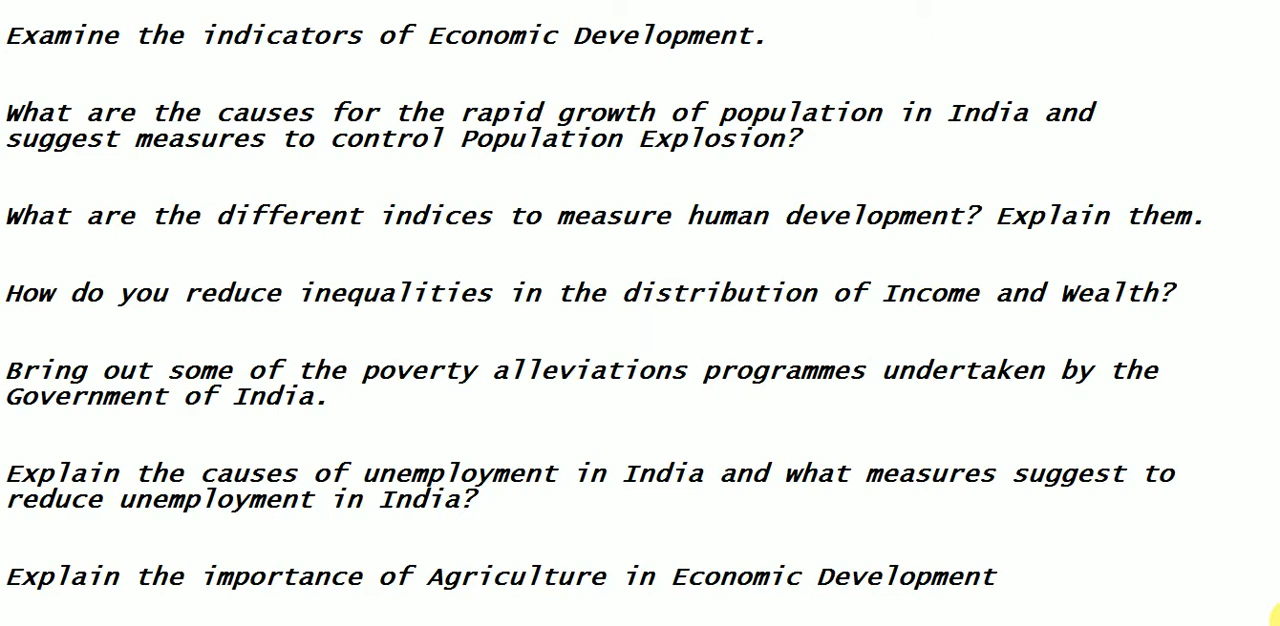 Examine the indicators of Economic Development.
What are the causes for the rapid growth of population in India and
suggest measures to control Population Explosion?
What are the different indices to measure human development? Explain them.
How do you reduce inequalities in the distribution of Income and Wealth?
Bring out some of the poverty alleviations programmes undertaken by the
Government of India.
Explain the causes of unemployment in India and what measures suggest to
reduce unemployment in India?
Explain the importance of Agriculture in Economic Development